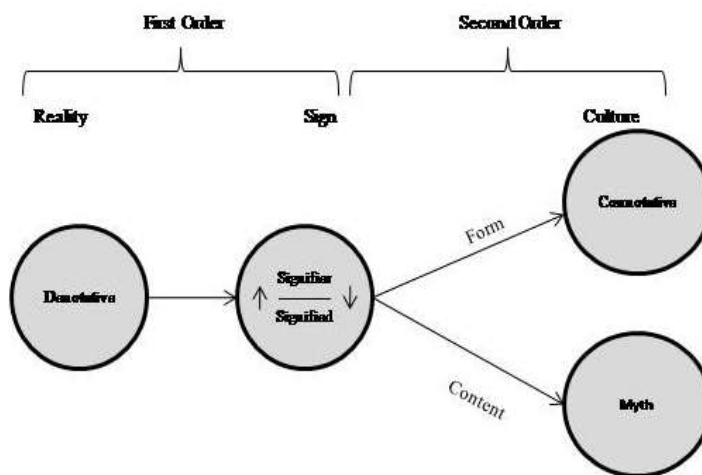 First Order
Second Order
Reality
Sign
Culture
Connotative
Form
Denotative
Signifier
Signified
Content
Myth